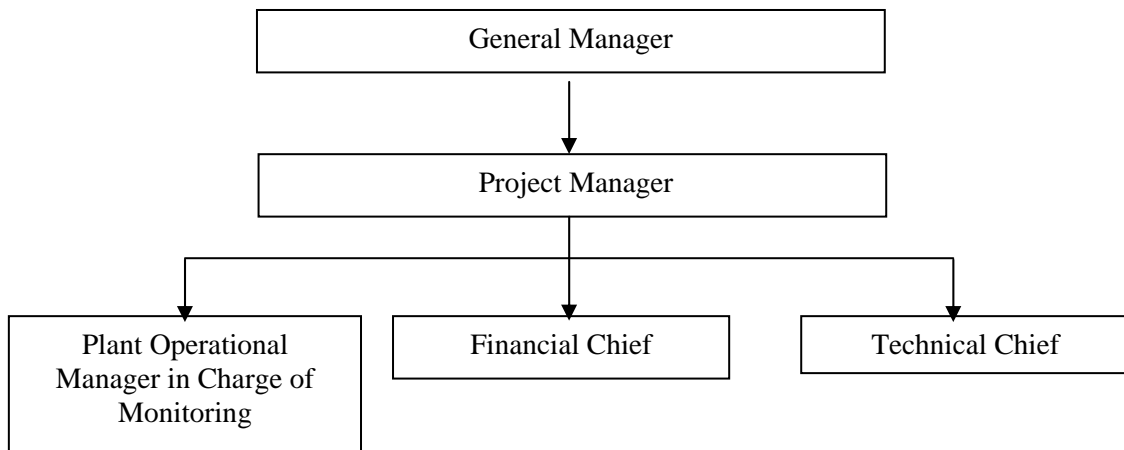 General Manager
Project Manager
Plant Operational
Manager in Charge of
Monitoring
Financial Chief
Technical Chief